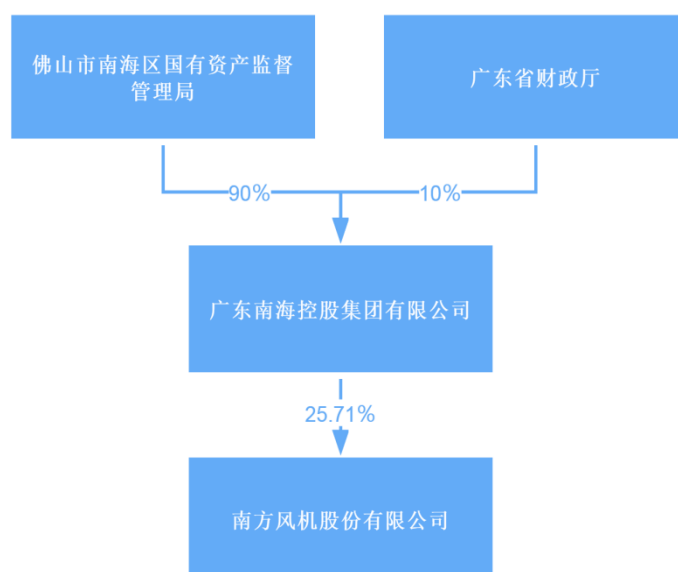 佛山市南海区国有资产监督
管理局
广东省财政厅
90%
10%
广东南海控股集团有限公司
25.71%
南方风机股份有限公司